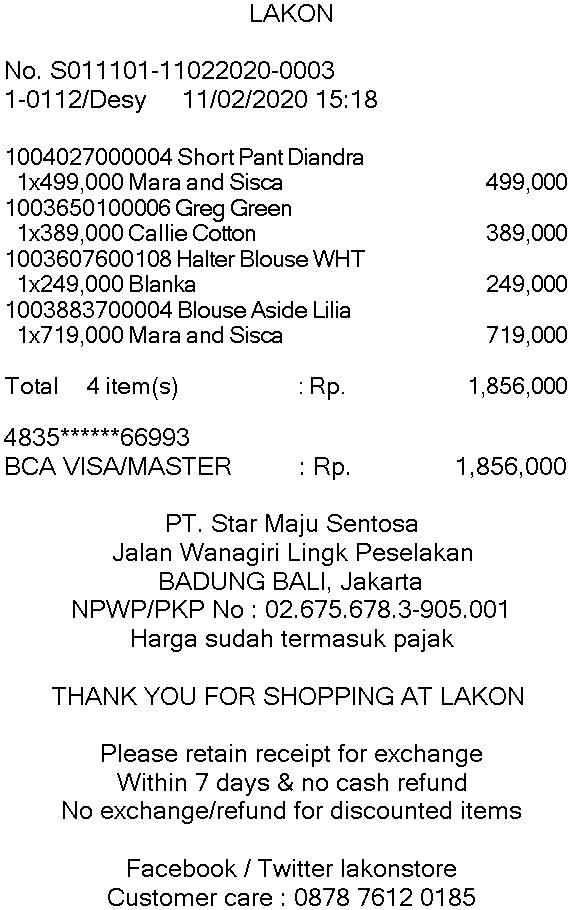 LAKON
No. S011101-11022020-0003
1-0112/Desy 11/02/2020 15:18
1004027000004 Short Pant Diandra
1x499,000 Mara and Sisca 499,000
1003650100006 Greg Green
1x389,000 Callie Cotton 389,000
1003607600108 Halter Blouse WHT
1x249,000 Blanka 249,000
1003883700004 Blouse Aside Lilia
1x719,000 Mara and Sisca 719,000
Total 4 item(s) : Rp. 1,856,000
4835******66993
BCA VISA/MASTER : Rp. 1,856,000
PT. Star Maju Sentosa
Jalan Wanagiri Lingk Peselakan
BADUNG BALI, Jakarta
NPWP/PKP No : 02.675.678.3-905.001
Harga sudah termasuk pajak
THANK YOU FOR SHOPPING AT LAKON
Please retain receipt for exchange
Within 7 days & no cash refund
No exchange/refund for discounted items
Facebook / Twitter lakonstore
Customer care : 0878 7612 0185